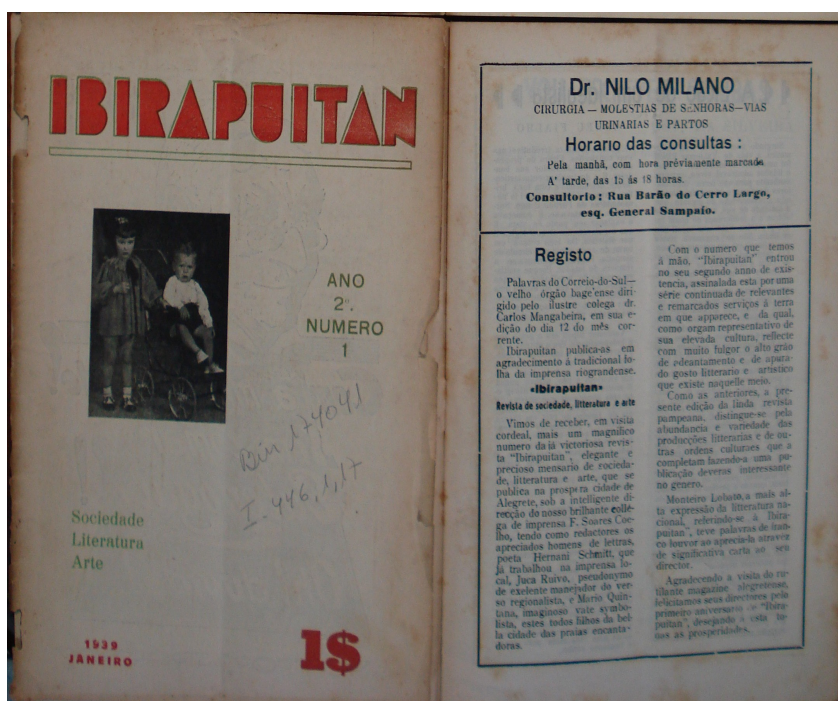 IBIRAPUITAN
ANO
2º.
NUMERO
1
Bin 174041
I. 446,1,17
Sociedade
Literatura
Arte
1939
JANEIRO
1$
Dr. NILO MILANO
CIRURGIA — MOLESTIAS DE SENHORAS—VIAS
URINARIAS E PARTOS
Horario das consultas :
Pela manhã, com hora préviamente marcada
A' tarde, das 15 ás 18 horas.
Consultorio : Rua Barão do Cerro Largo,
esq. General Sampaio.
Registo
Palavras do Correio-do-Sul—
o velho órgão bageense diri-
gido pelo ilustre colega dr.
Carlos Mangabeira, em sua e-
dição do dia 12 do mês cor-
rente.
Ibirapuitan publica-as em
agradecimento á tradicional fo-
lha da imprensa riograndense.
«Ibirapuitan»
Revista de sociedade, litteratura e arte
Vimos de receber, em visita
cordeal, mais um magnifico
numero da já victoriosa revis-
ta "Ibirapuitan", elegante e
precioso mensario de socieda-
de, litteratura e arte, que se
publica na prospera cidade de
Alegrete, sob a intelligente di-
recção do nosso brilhante colle-
ga de imprensa F. Soares Coe-
lho, tendo como redactores os
apreciados homens de letras,
poeta Hernani Schmitt, que
já trabalhou na imprensa lo-
cal, Juca Ruivo, pseudonymo
de exelente manejador do ver-
so regionalista, e Mario Quin-
tana, imaginoso vate symbo-
lista, estes todos filhos da bel-
la cidade das praias encanta-
doras.
Com o numero que temos
á mão, "Ibirapuitan" entrou
no seu segundo anno de exis-
tencia, assinalada esta por uma
série continuada de relevantes
e remarcados serviços á terra
em que apparece, e da qual,
como orgam representativo de
sua elevada cultura, reflecte
com muito fulgor o alto gráo
de adeantamento e de apura-
do gosto litterario e artistico
que existe naquelle meio.
Como as anteriores, a pre-
sente edição da linda revista
pampeana, distingue-se pela
abundancia e variedade das
producções litterarias e de ou-
tras ordens culturaes que a
completam fazendo-a uma pu-
blicação deveras interessante
no genero.
Monteiro Lobato, a mais al-
ta expressão da litteratura na-
cional, referindo-se á "Ibira-
puitan", teve palavras de fran-
co louvor ao aprecia-la atravez
de significativa carta ao seu
director.
Agradecendo a visita do ru-
tilante magazine alegretense,
felicitamos seus directores pelo
primeiro aniversario de "Ibira-
puitan", desejando a esta to-
das as prosperidades.